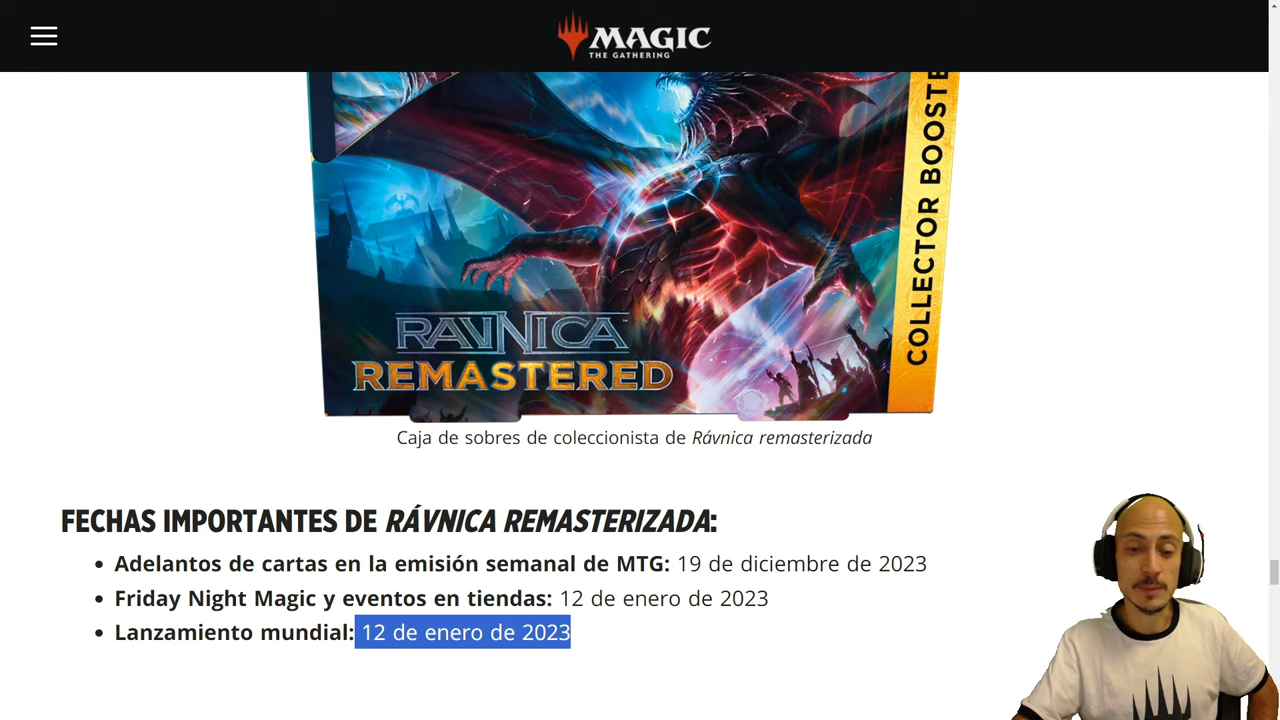 MAGIC
THE GATHERING
COLLECTOR BOOSTE
RAVNICA
REMASTERED
Caja de sobres de coleccionista de Rávnica remasterizada
FECHAS IMPORTANTES DE RÁVNICA REMASTERIZADA:
• Adelantos de cartas en la emisión semanal de MTG: 19 de diciembre de 2023
• Friday Night Magic y eventos en tiendas: 12 de enero de 2023
• Lanzamiento mundial: 12 de enero de 2023